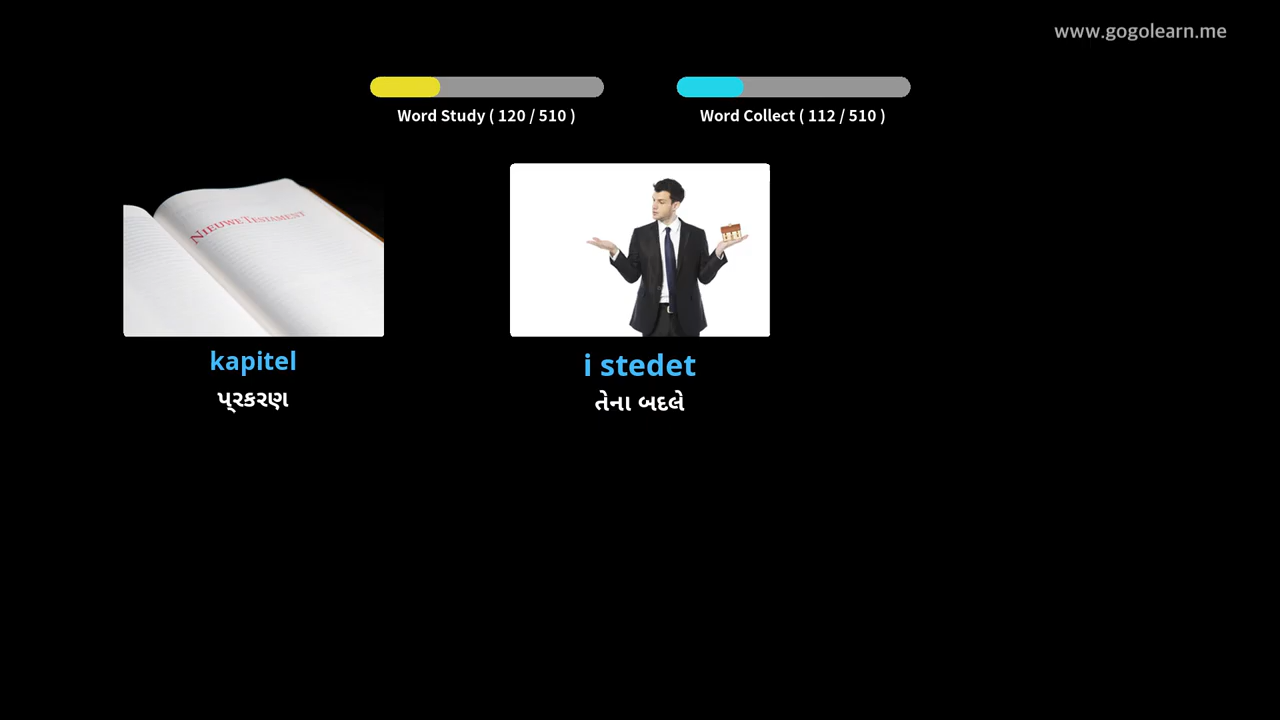 www.gogolearn.me
Word Study ( 120 / 510 )
Word Collect ( 112 / 510 )
NIEUWE TESTAMENT
kapitel
પ્રકરણ
i stedet
તેના બદલે